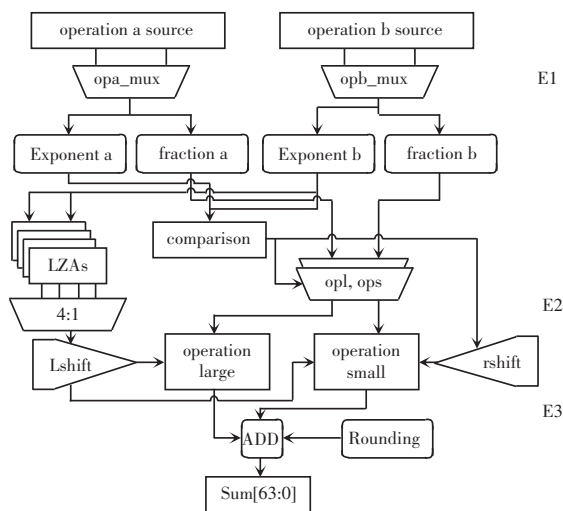 operation a source
operation b source
opa_mux
opb_mux
E1
Exponent a
fraction a
Exponent b
fraction b
comparison
LZAs
opl, ops
4:1
E2
Lshift
operation
large
operation
small
rshift
E3
ADD
Rounding
Sum[63:0]